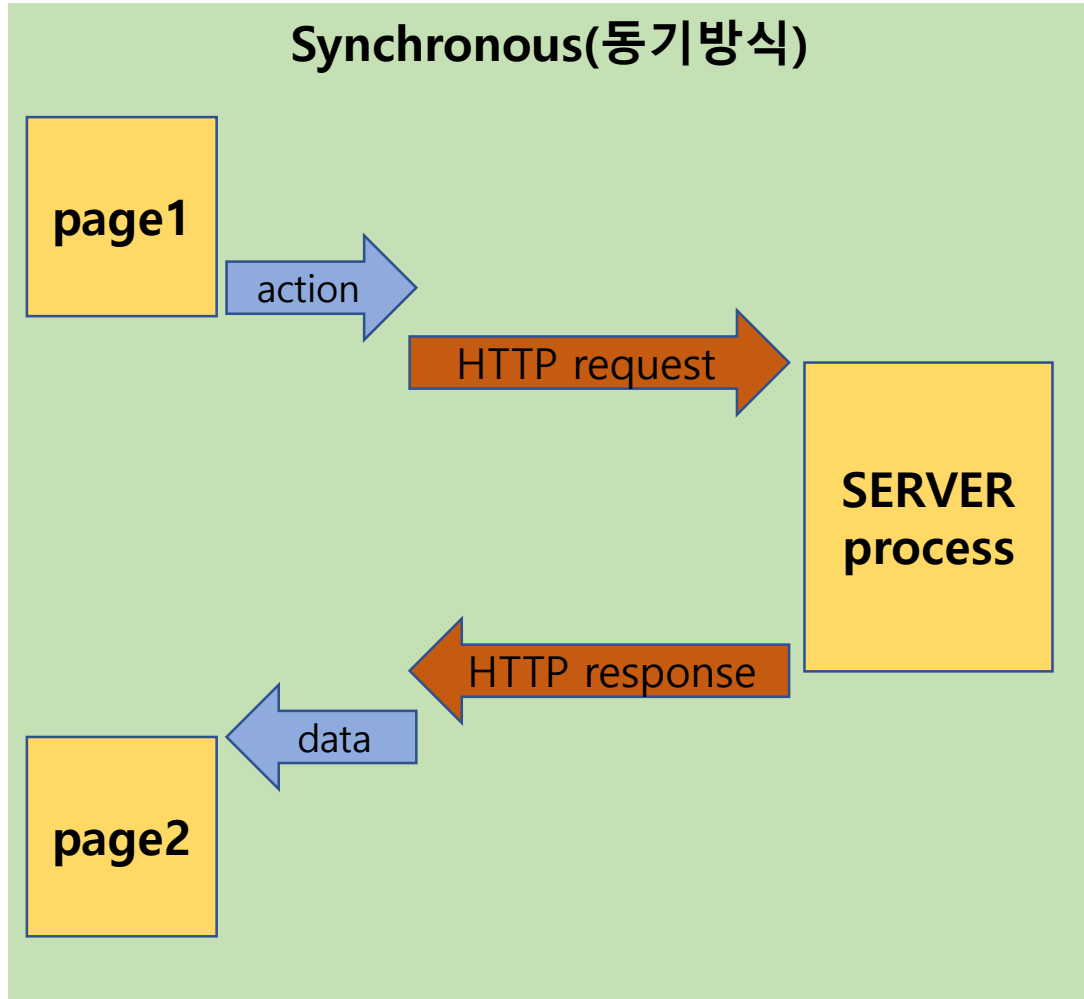 Synchronous(동기방식)
page1
action
HTTP request
SERVER
process
HTTP response
data
page2